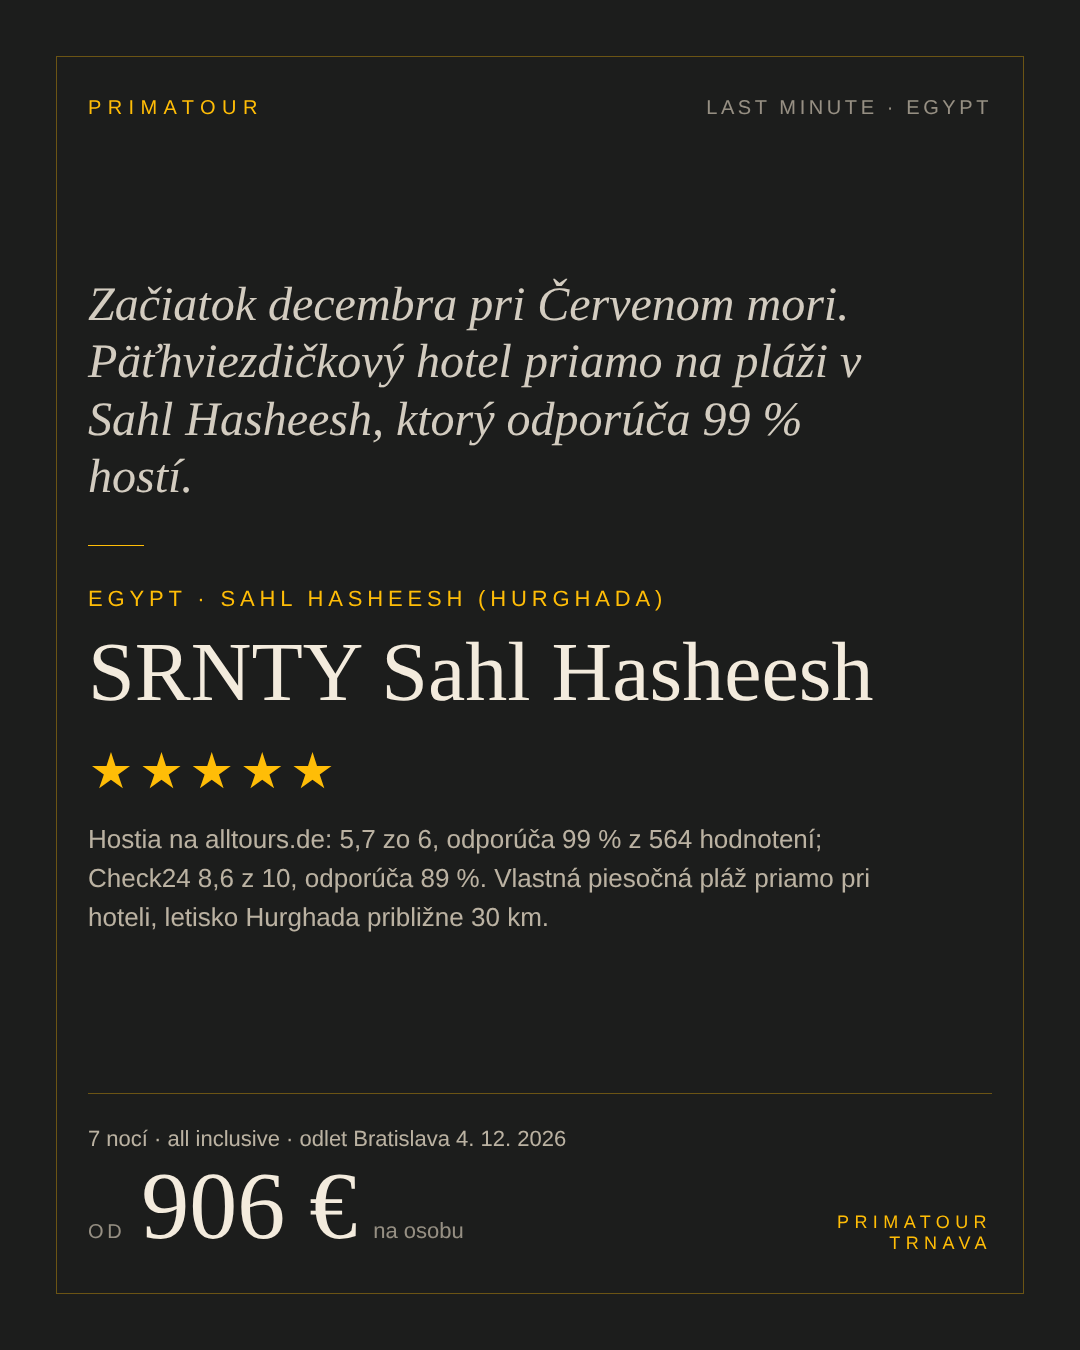 PRIMATOUR
LAST MINUTE · EGYPT
Začiatok decembra pri Červenom mori.
Päťhviezdičkový hotel priamo na pláži v
Sahl Hasheesh, ktorý odporúča 99 %
hostí.
EGYPT · SAHL HASHEESH (HURGHADA)
SRNTY Sahl Hasheesh
★★★★★
Hostia na alltours.de: 5,7 zo 6, odporúča 99 % z 564 hodnotení;
Check24 8,6 z 10, odporúča 89 %. Vlastná piesočná pláž priamo pri
hoteli, letisko Hurghada približne 30 km.
7 nocí · all inclusive · odlet Bratislava 4. 12. 2026
OD 906 € na osobu
PRIMATOUR
TRNAVA